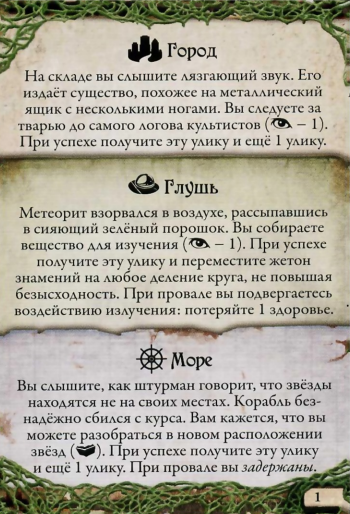 Город
На складе вы слышите лязгающий звук. Его
издаёт существо, похожее на металлический
ящик с несколькими ногами. Вы следуете за
тварью до самого логова культистов ( – 1).
При успехе получите эту улику и ещё 1 улику.
Глушь
Метеорит взорвался в воздухе, рассыпавшись
в сияющий зелёный порошок. Вы собираете
вещество для изучения ( – 1). При успехе
получите эту улику и переместите жетон
знамений на любое деление круга, не повышая
безысходность. При провале вы подвергаетесь
воздействию излучения: потеряйте 1 здоровье.
Море
Вы слышите, как штурман говорит, что звёзды
находятся не на своих местах. Корабль без-
надёжно сбился с курса. Вам кажется, что вы
можете разобраться в новом расположении
звёзд ( ). При успехе получите эту улику
и ещё 1 улику. При провале вы задержаны.
1